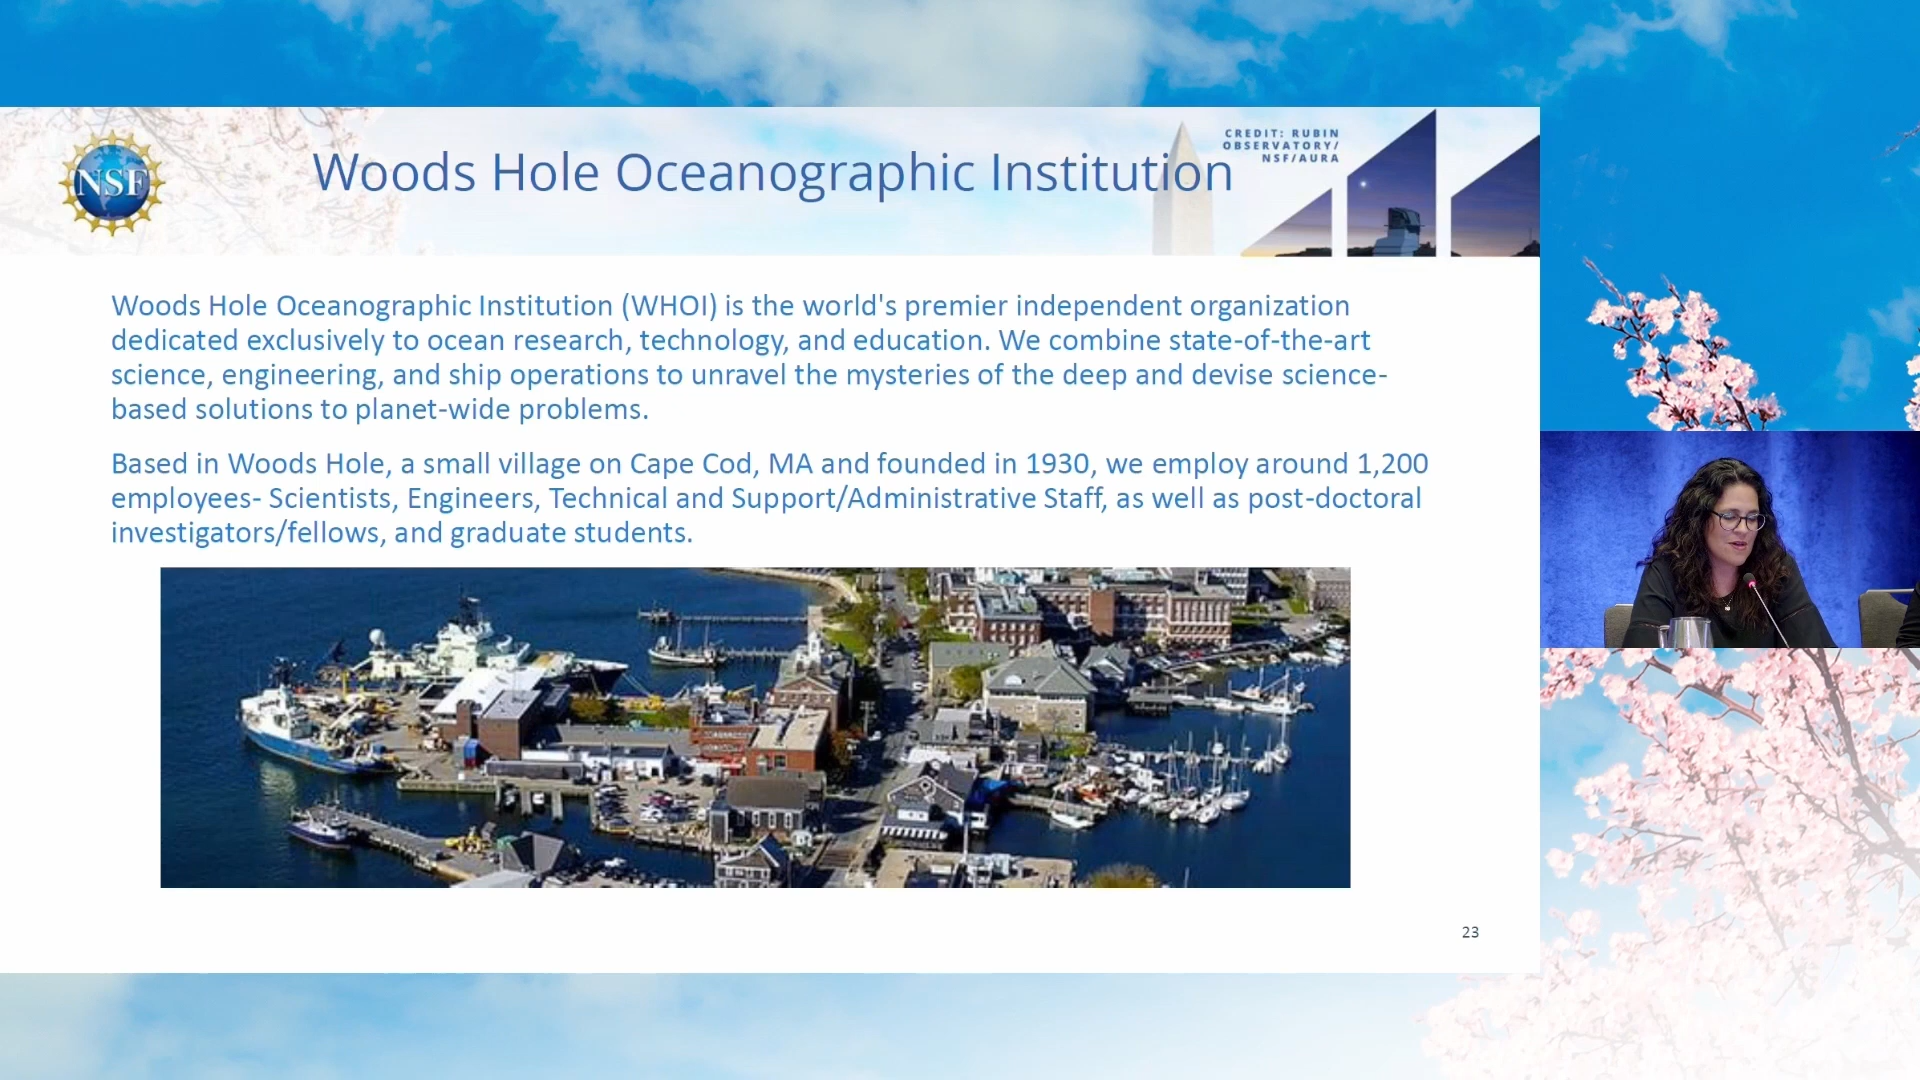 NSF
Woods Hole Oceanographic Institution
CREDIT: RUBIN
OBSERVATORY/
NSF/AURA
Woods Hole Oceanographic Institution (WHOI) is the world's premier independent organization
dedicated exclusively to ocean research, technology, and education. We combine state-of-the-art
science, engineering, and ship operations to unravel the mysteries of the deep and devise science-
based solutions to planet-wide problems.
Based in Woods Hole, a small village on Cape Cod, MA and founded in 1930, we employ around 1,200
employees- Scientists, Engineers, Technical and Support/Administrative Staff, as well as post-doctoral
investigators/fellows, and graduate students.
23